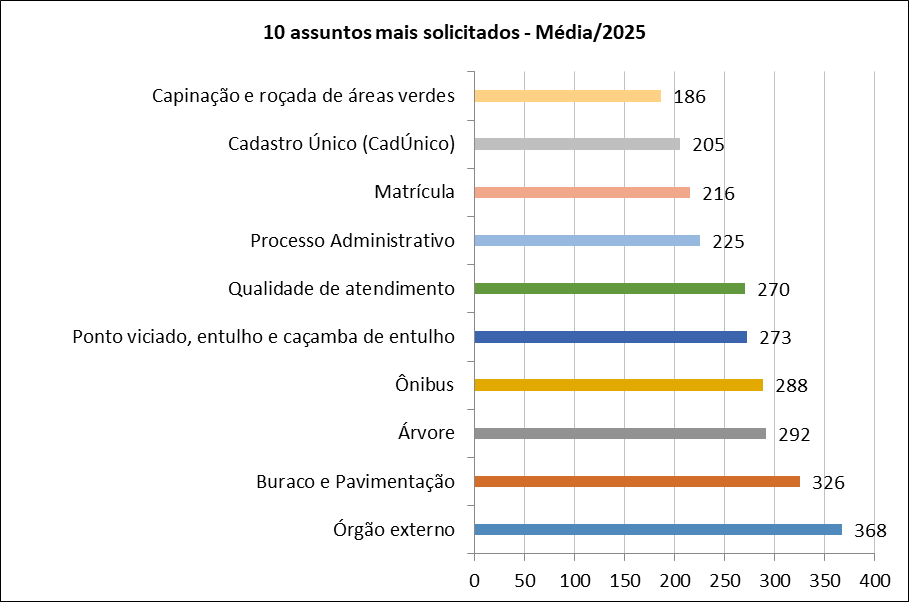 10 assuntos mais solicitados - Média/2025
Capinação e roçada de áreas verdes 186
Cadastro Único (CadÚnico) 205
Matrícula 216
Processo Administrativo 225
Qualidade de atendimento 270
Ponto viciado, entulho e caçamba de entulho 273
Ônibus 288
Árvore 292
Buraco e Pavimentação 326
Órgão externo 368
0 50 100 150 200 250 300 350 400